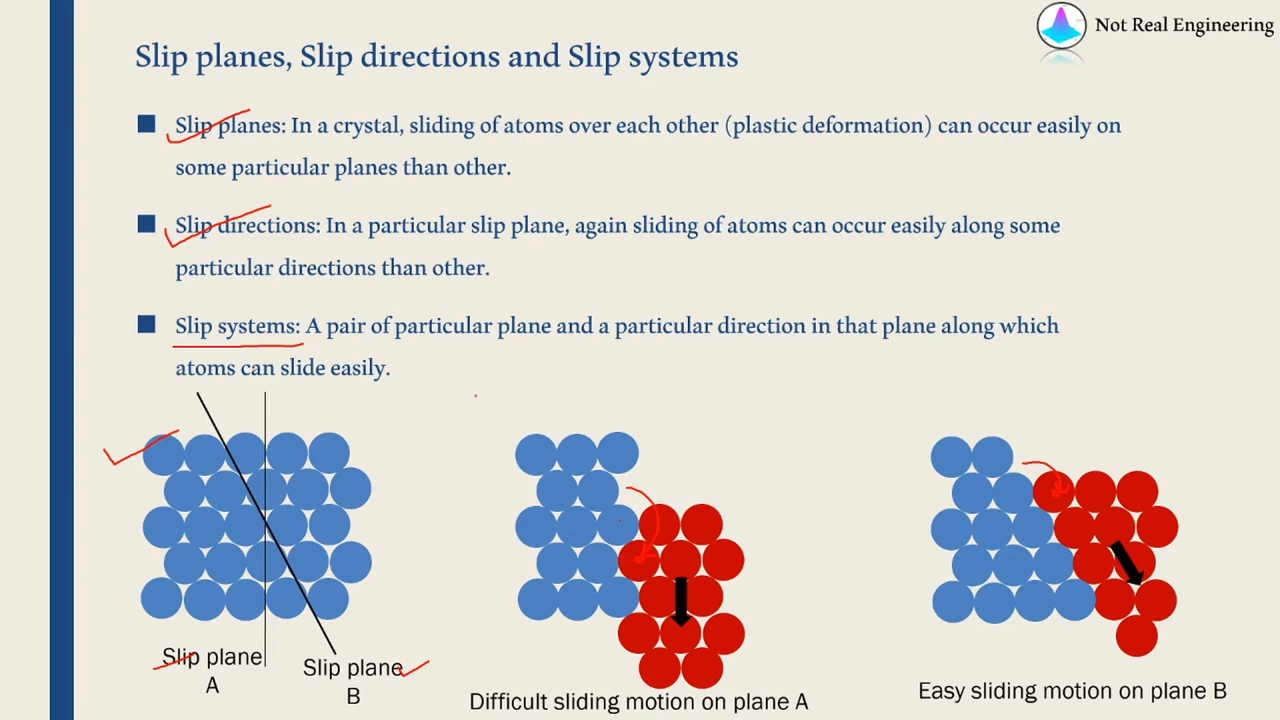 Not Real Engineering
Slip planes, Slip directions and Slip systems
Slip planes: In a crystal, sliding of atoms over each other (plastic deformation) can occur easily on
some particular planes than other.
Slip directions: In a particular slip plane, again sliding of atoms can occur easily along some
particular directions than other.
Slip systems: A pair of particular plane and a particular direction in that plane along which
atoms can slide easily.
Slip plane
A
Slip plane
B
Difficult sliding motion on plane A
Easy sliding motion on plane B